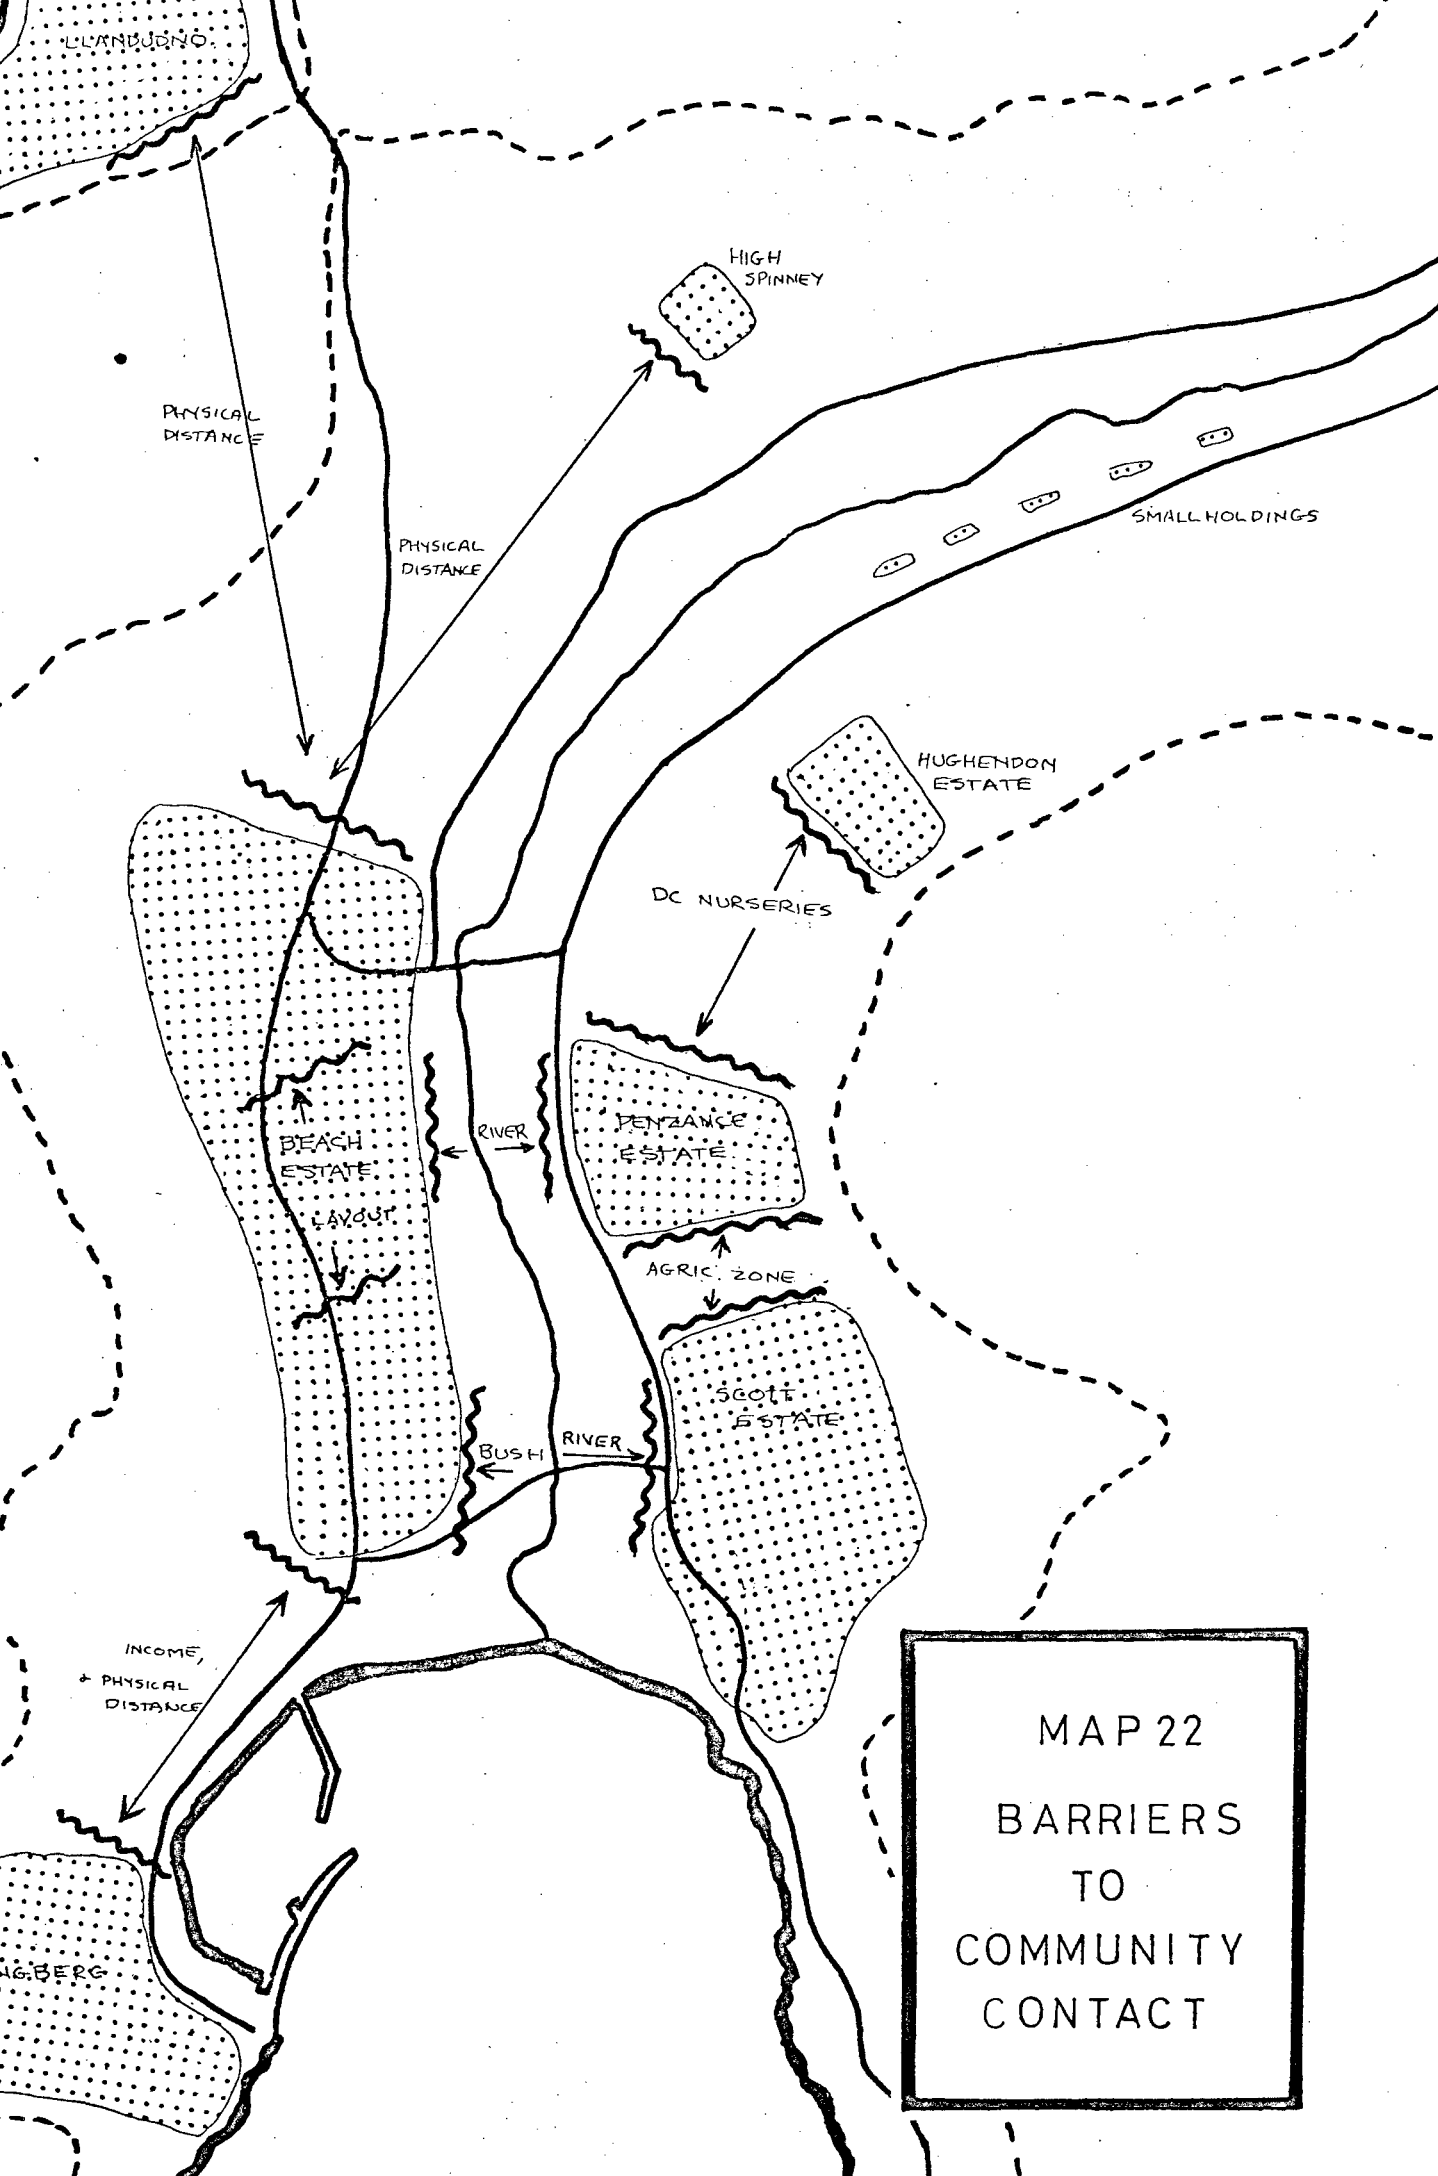 LLANDUDNO
HIGH
SPINNEY
PHYSICAL
DISTANCE
PHYSICAL
DISTANCE
SMALLHOLDINGS
HUGHENDON
ESTATE
DC NURSERIES
BEACH
ESTATE
LAYOUT
RIVER
PENZANCE
ESTATE
AGRIC. ZONE
SCOTT
ESTATE
BUSH
RIVER
INCOME,
& PHYSICAL
DISTANCE
NGBERG
MAP 22
BARRIERS
TO
COMMUNITY
CONTACT